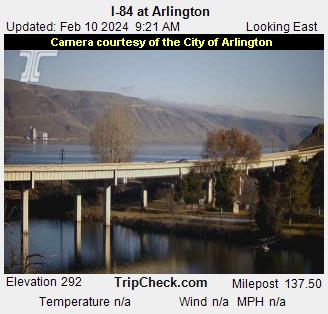 I-84 at Arlington
Updated: Feb 10 2024 9:21 AM Looking East
Camera courtesy of the City of Arlington
Elevation 292 TripCheck.com Milepost 137.50
Temperature n/a Wind n/a MPH n/a